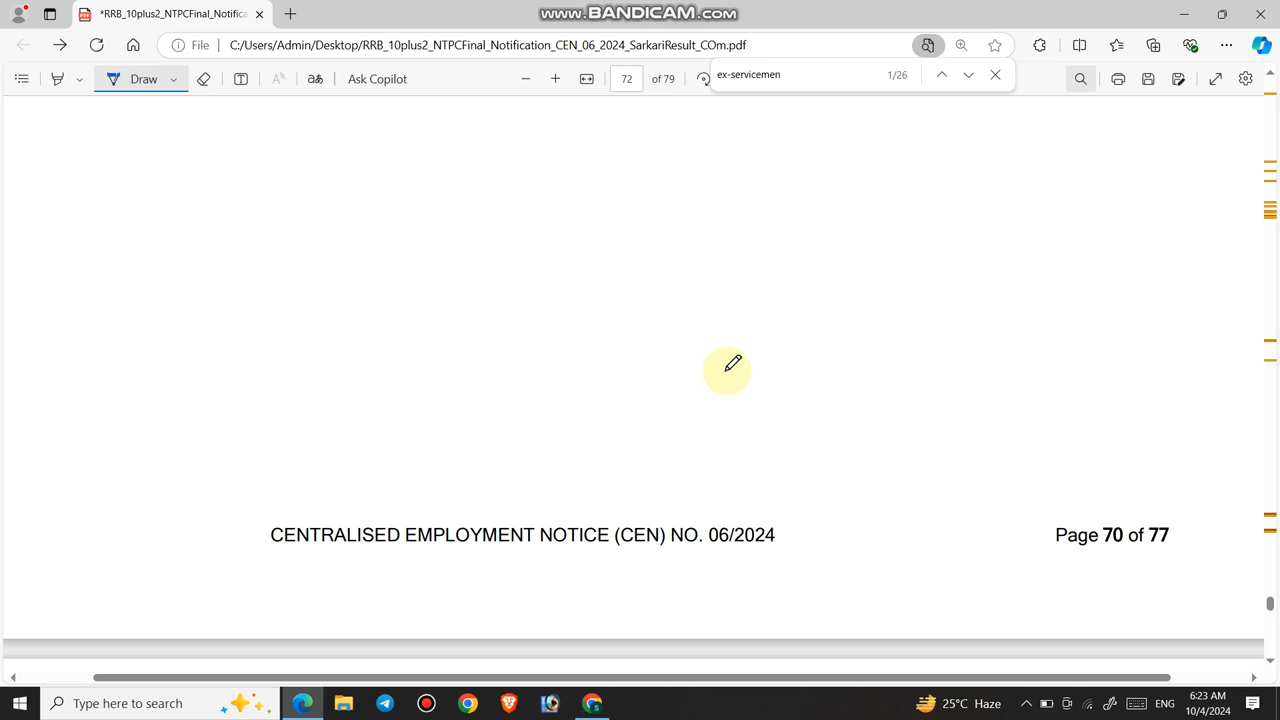 WWW.BANDICAM.COM
*RRB_10plus2_NTPCFinal_Notifica
File
C:/Users/Admin/Desktop/RRB_10plus2_NTPCFinal_Notification_CEN_06_2024_SarkariResult_COm.pdf
Draw
Ask Copilot
72 of 79
ex-servicemen
1/26
CENTRALISED EMPLOYMENT NOTICE (CEN) NO. 06/2024
Page 70 of 77
Type here to search
25°C Haze
ENG
6:23 AM
10/4/2024